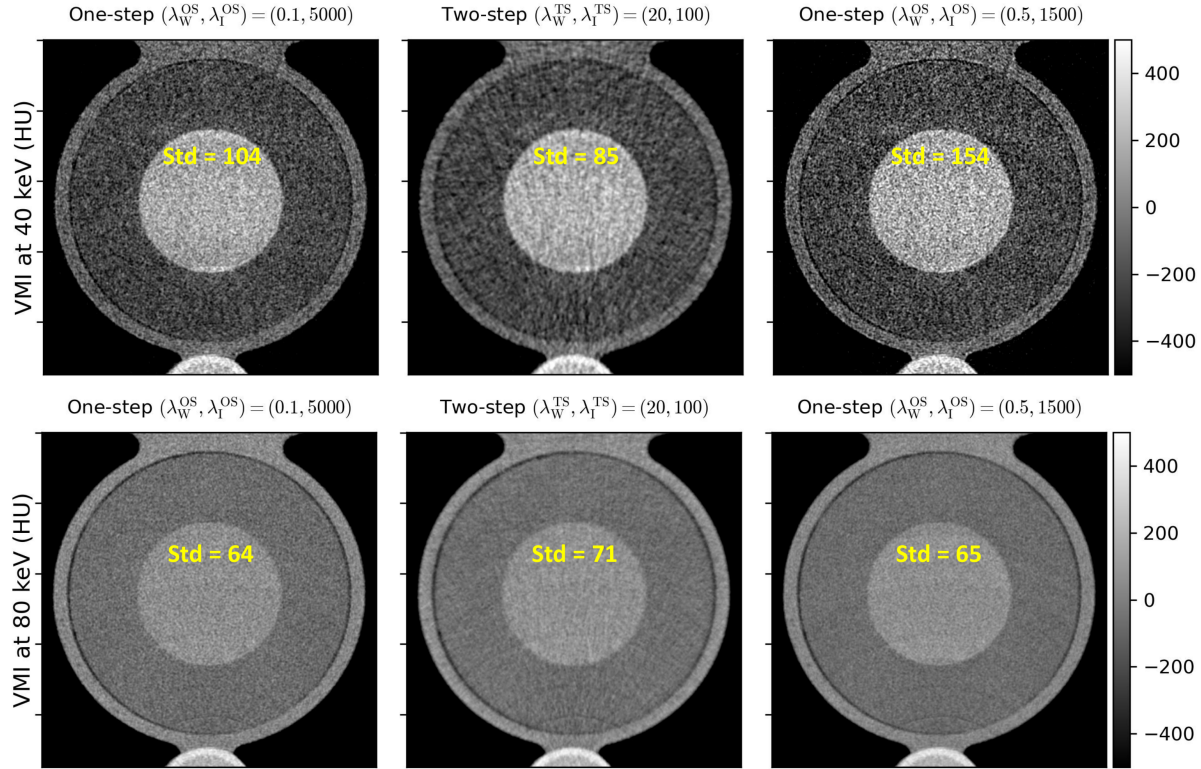 One-step (λ_W^OS, λ_I^OS) = (0.1, 5000)
Two-step (λ_W^TS, λ_I^TS) = (20, 100)
One-step (λ_W^OS, λ_I^OS) = (0.5, 1500)
VMI at 40 keV (HU)
Std = 104
Std = 85
Std = 154
400
200
0
−200
−400
One-step (λ_W^OS, λ_I^OS) = (0.1, 5000)
Two-step (λ_W^TS, λ_I^TS) = (20, 100)
One-step (λ_W^OS, λ_I^OS) = (0.5, 1500)
VMI at 80 keV (HU)
Std = 64
Std = 71
Std = 65
400
200
0
−200
−400